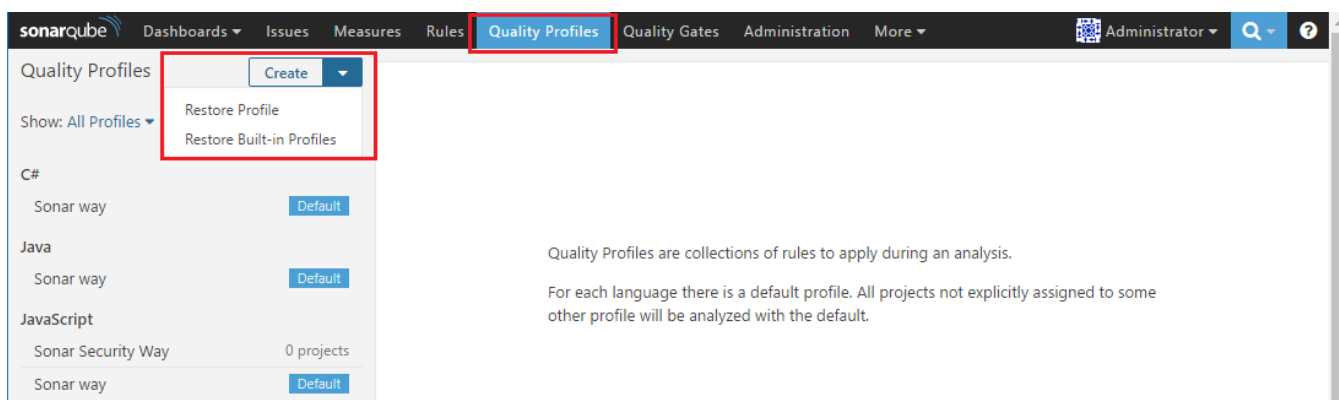 sonarqube Dashboards Issues Measures Rules Quality Profiles Quality Gates Administration More Administrator ?
Quality Profiles Create
Restore Profile
Show: All Profiles
Restore Built-in Profiles
C#
Sonar way Default
Java
Sonar way Default
JavaScript
Sonar Security Way 0 projects
Sonar way Default
Quality Profiles are collections of rules to apply during an analysis.
For each language there is a default profile. All projects not explicitly assigned to some
other profile will be analyzed with the default.